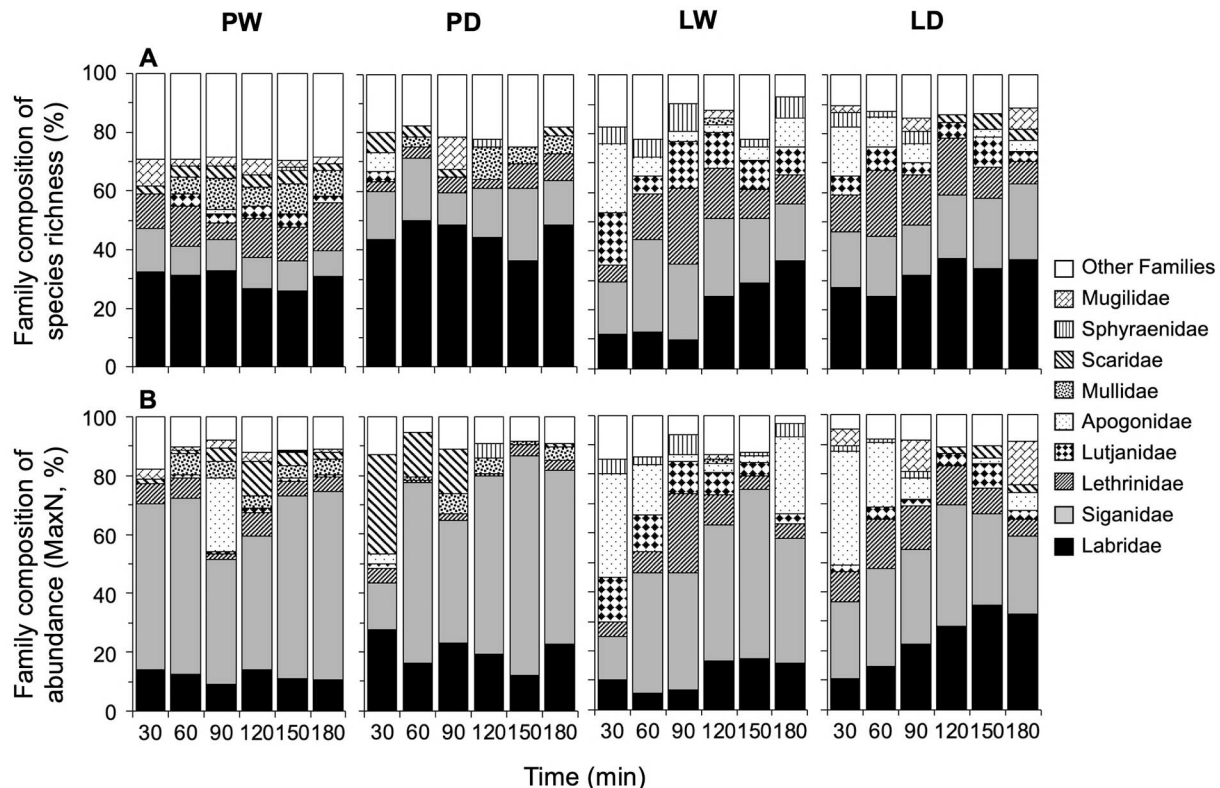 PW PD LW LD
A
Family composition of
species richness (%)
100
80
60
40
20
0
B
Family composition of
abundance (MaxN, %)
100
80
60
40
20
0
30 60 90 120 150 180 30 60 90 120 150 180 30 60 90 120 150 180 30 60 90 120 150 180
Time (min)
Other Families
Mugilidae
Sphyraenidae
Scaridae
Mullidae
Apogonidae
Lutjanidae
Lethrinidae
Siganidae
Labridae